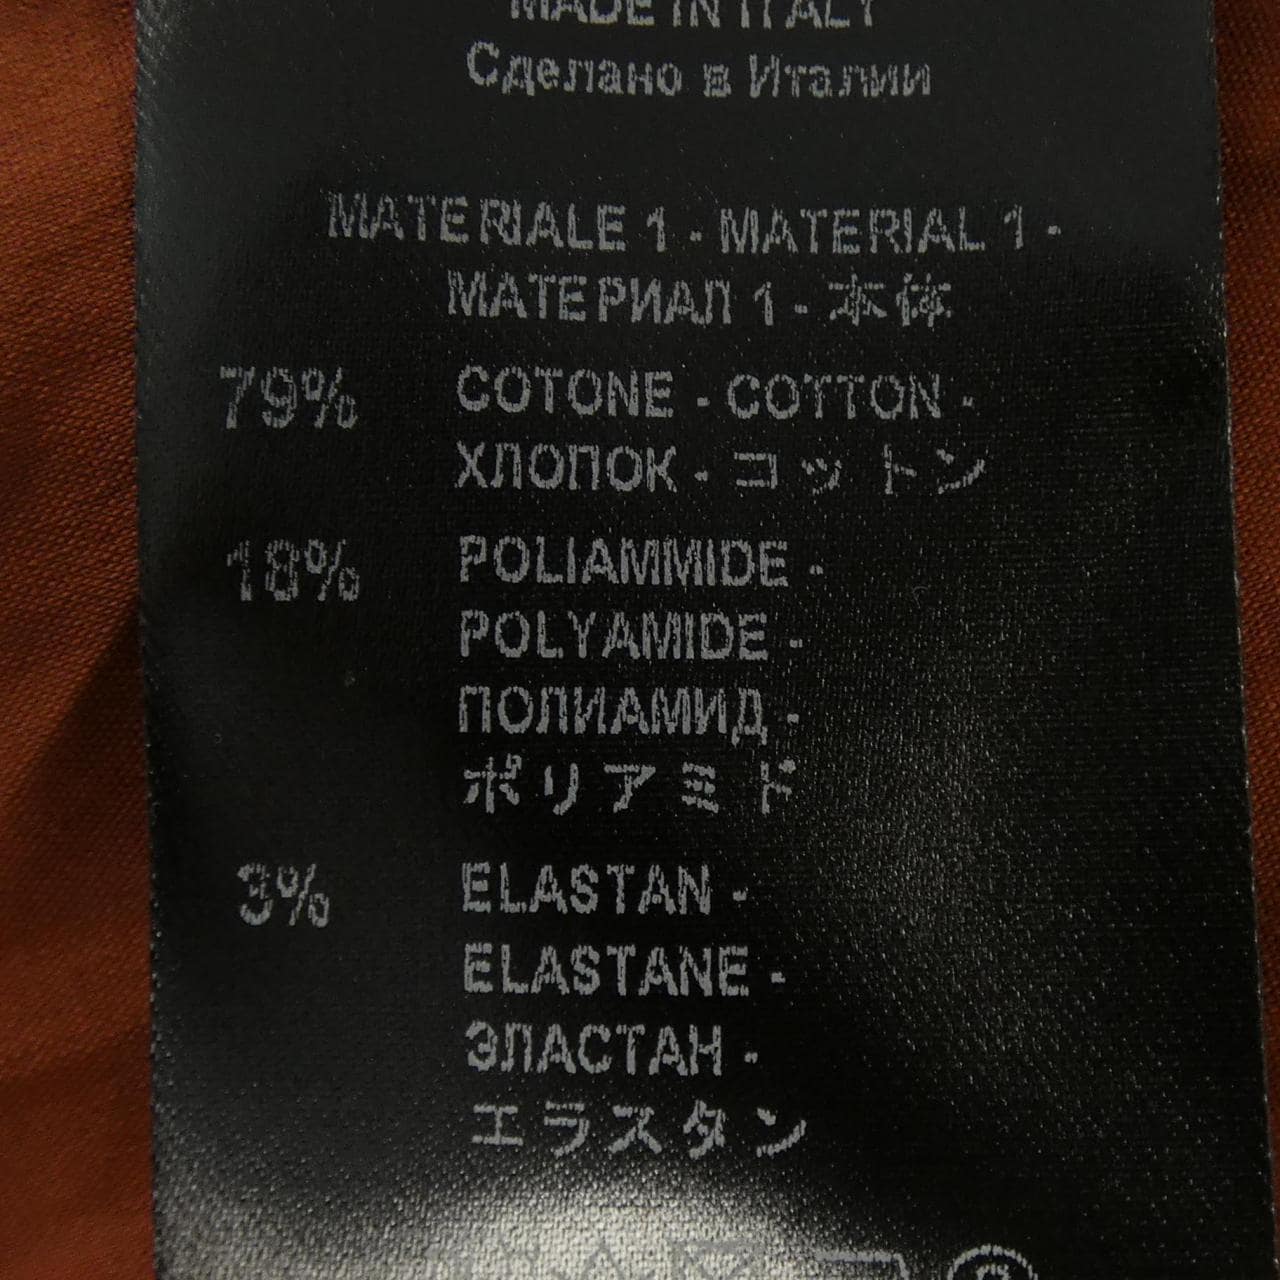 MADE IN ITALY
Сделано в Италии
MATERIALE 1 - MATERIAL 1 -
МАТЕРИАЛ 1 - 本体
79% COTONE - COTTON -
ХЛОПОК - コットン
18% POLIAMMIDE -
POLYAMIDE -
ПОЛИАМИД -
ポリアミド
3% ELASTAN -
ELASTANE -
ЭЛАСТАН -
エラスタン